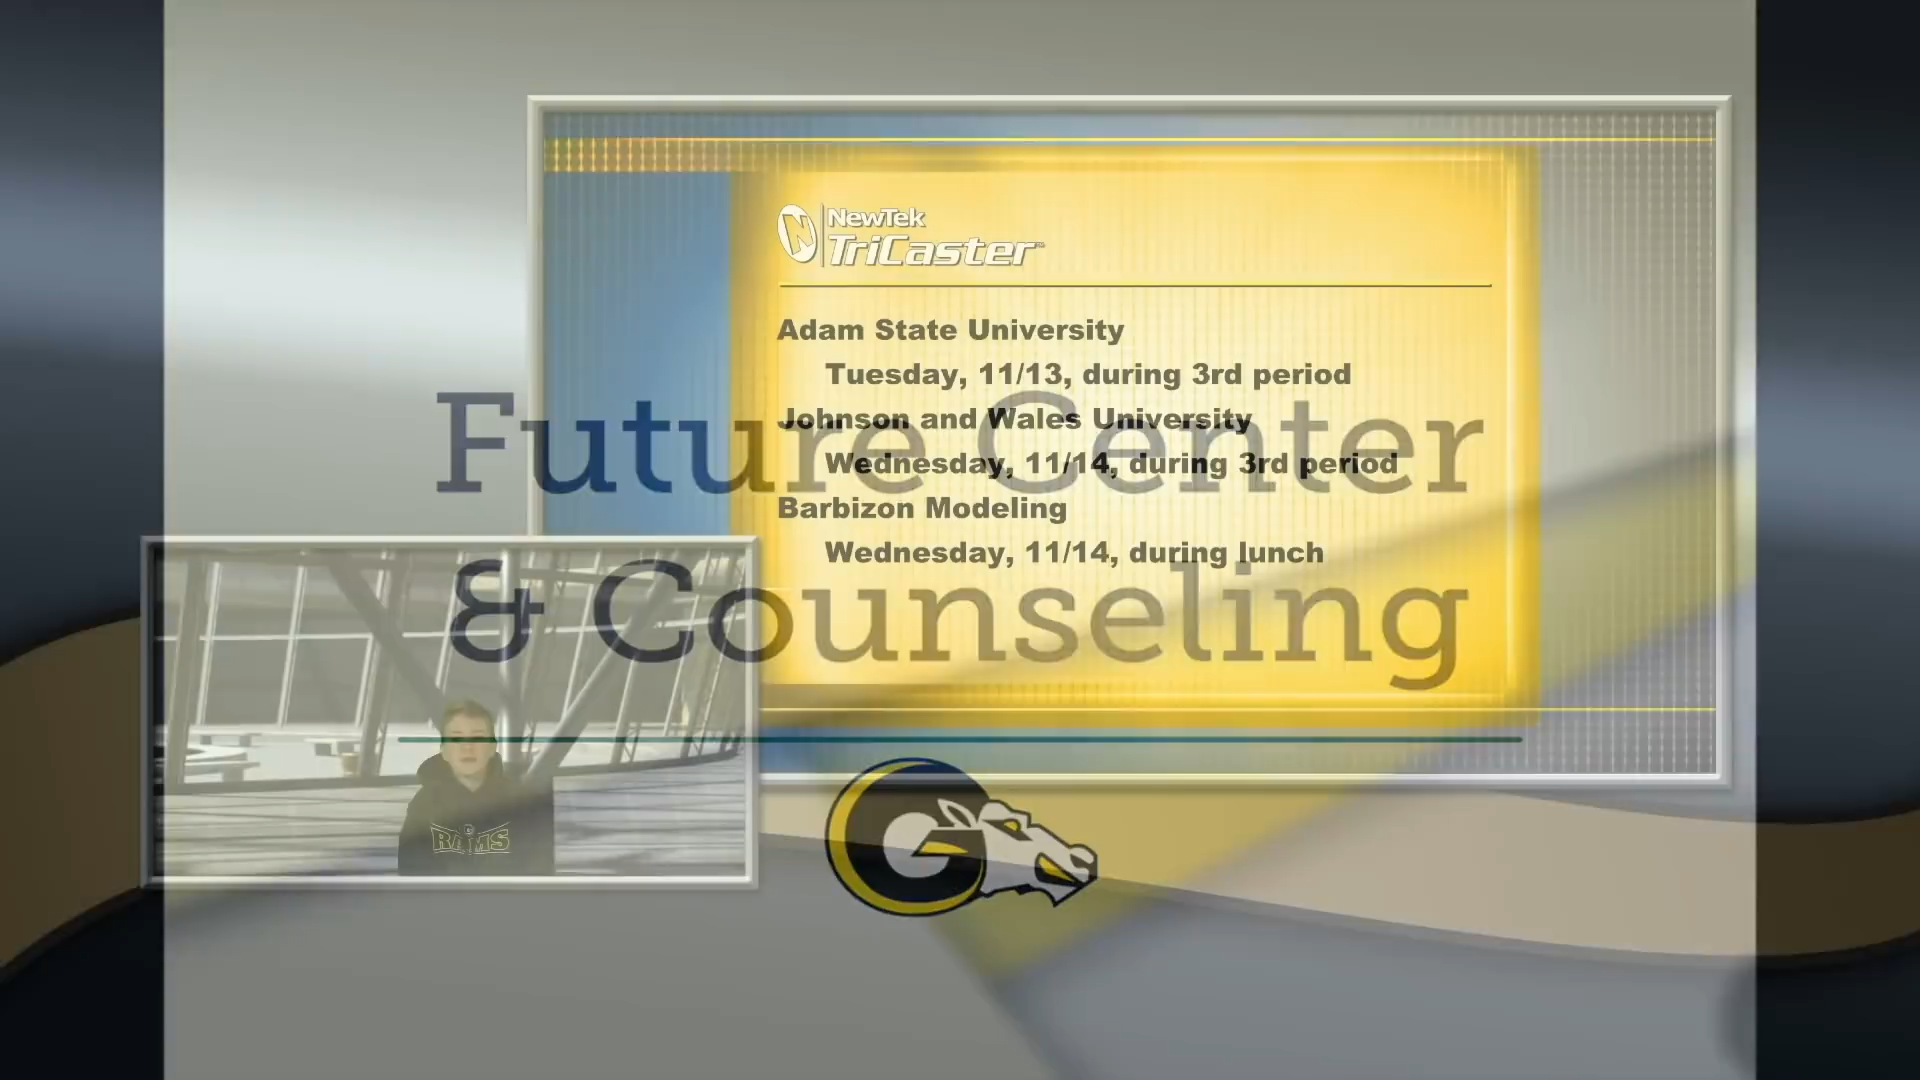 NewTek
TriCaster™
Adam State University
Tuesday, 11/13, during 3rd period
Johnson and Wales University
Wednesday, 11/14, during 3rd period
Barbizon Modeling
Wednesday, 11/14, during lunch
Future Center
& Counseling
RAMS
G